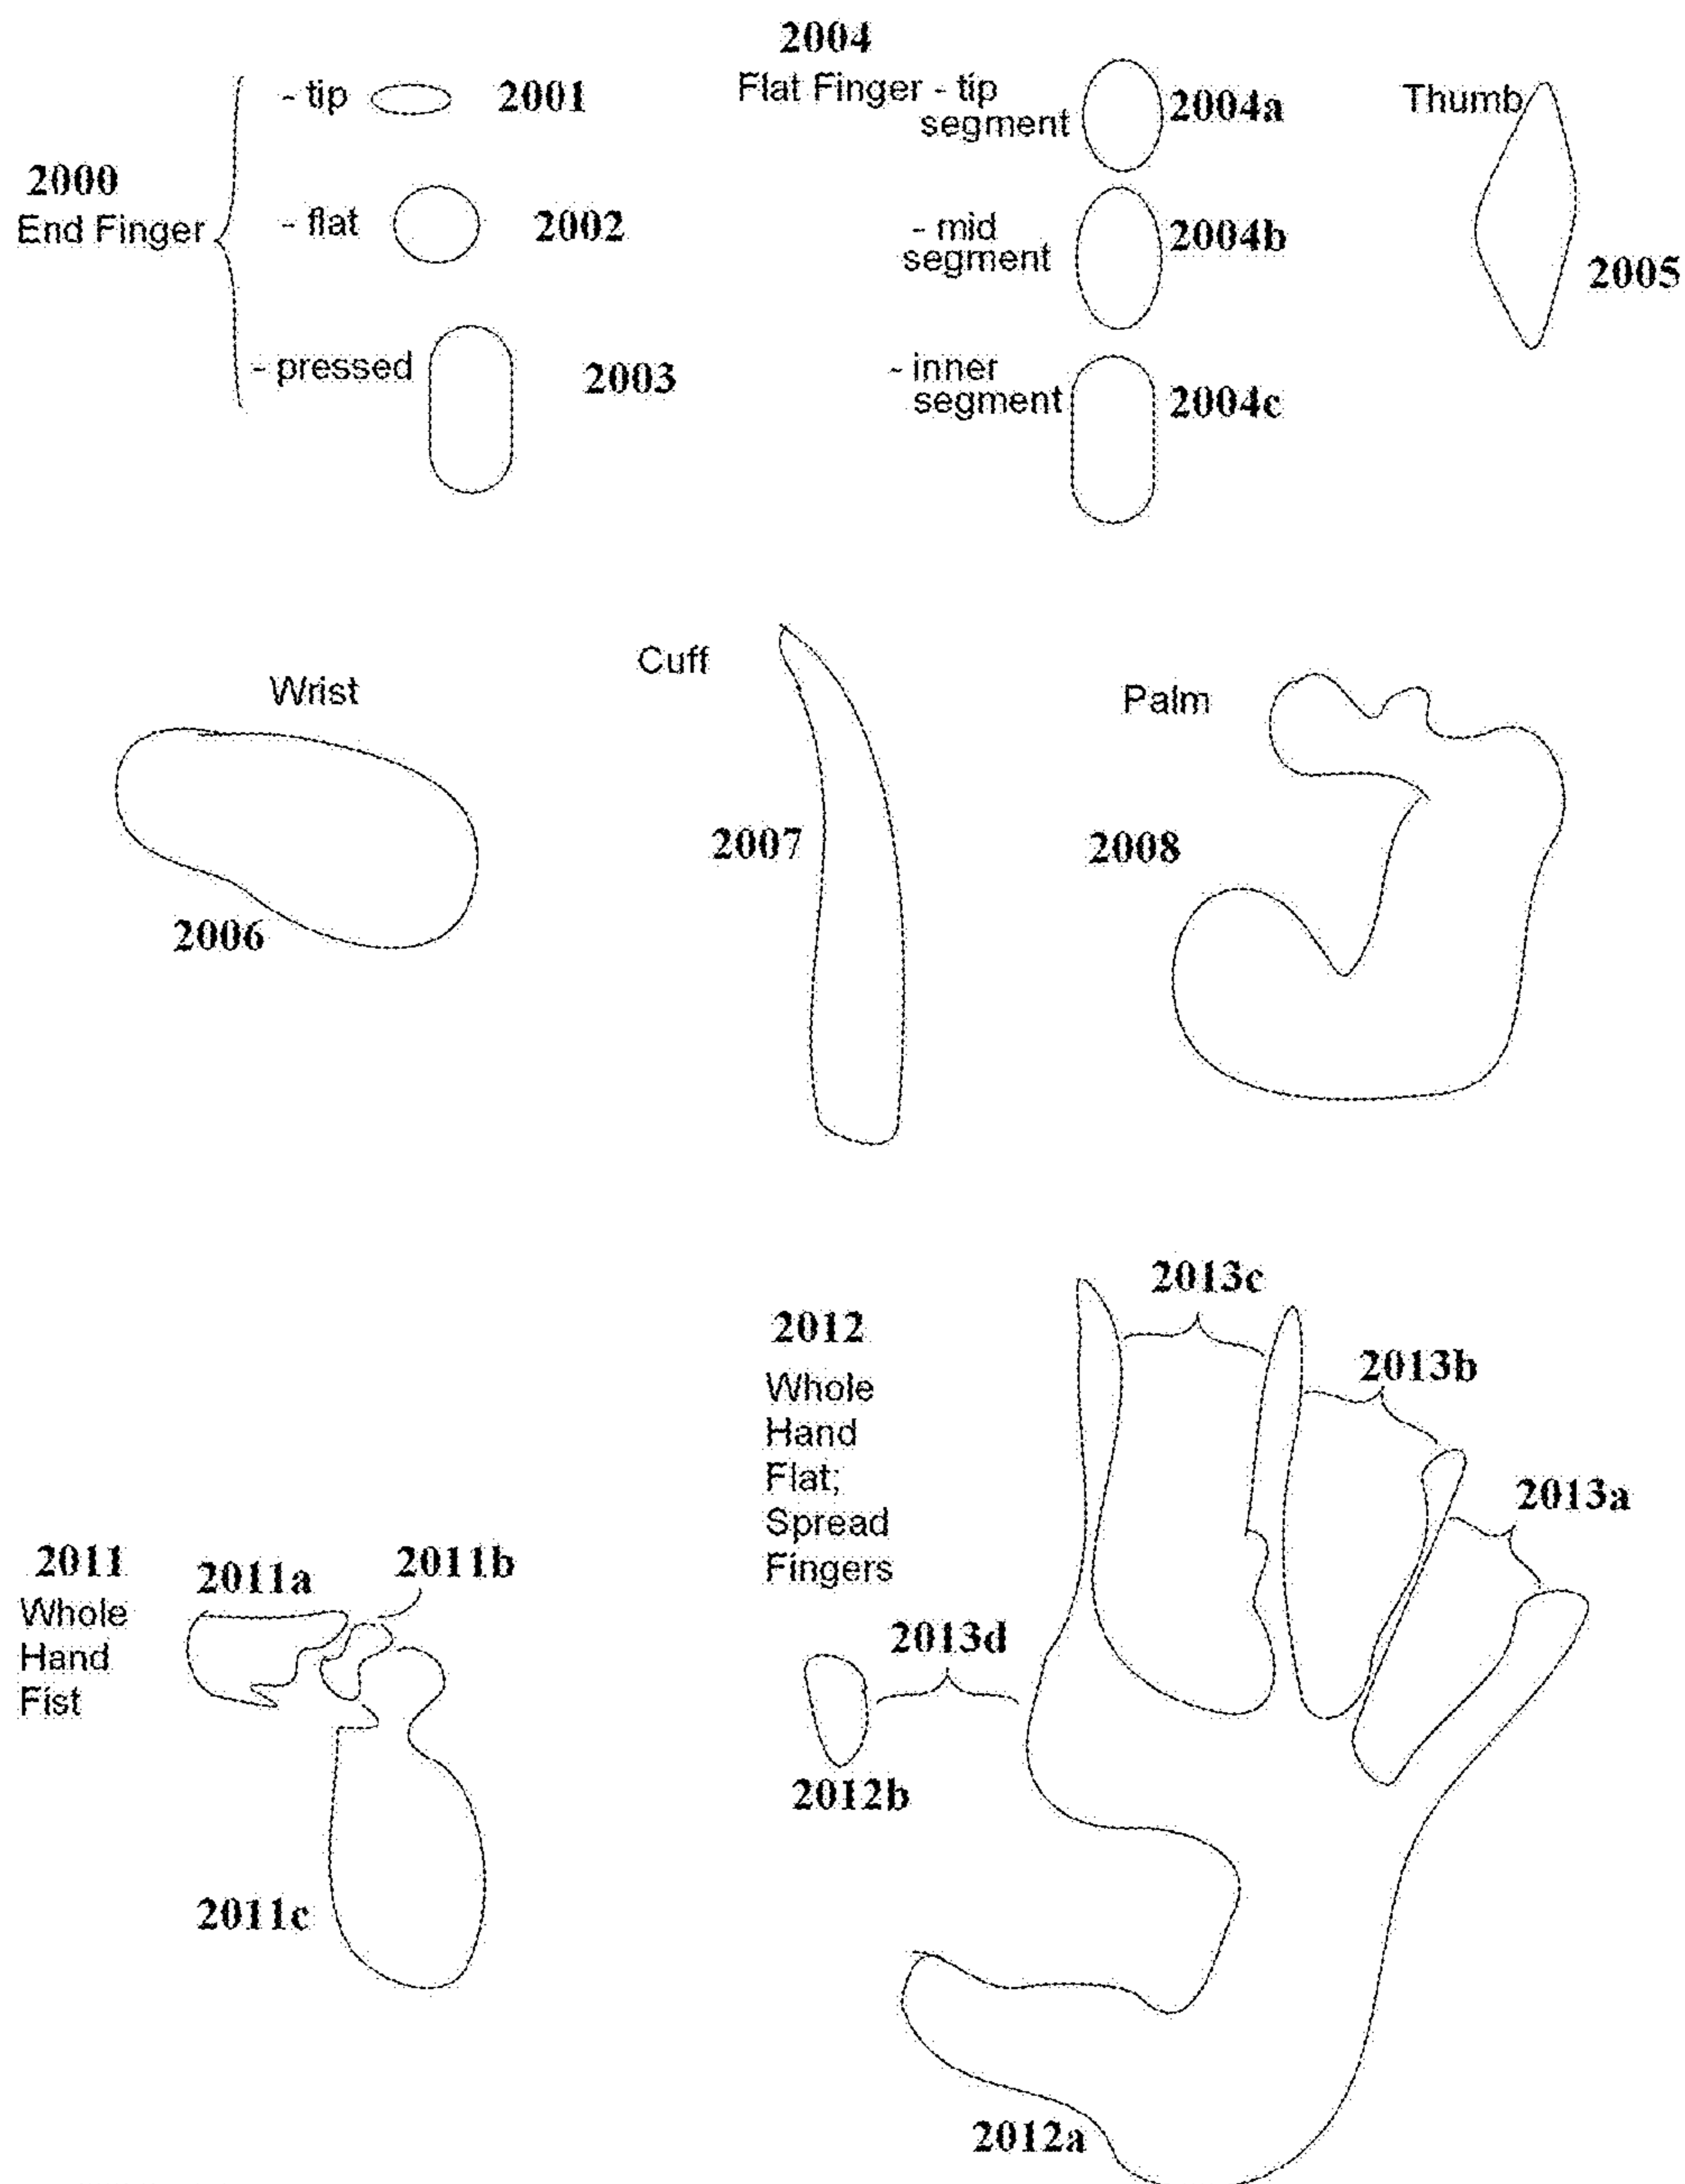 2000
End Finger
- tip 2001
- flat 2002
- pressed 2003
2004
Flat Finger - tip
segment 2004a
- mid
segment 2004b
- inner
segment 2004c
Thumb
2005
Wrist
2006
Cuff
2007
Palm
2008
2011
Whole
Hand
Fist
2011a
2011b
2011c
2012
Whole
Hand
Flat;
Spread
Fingers
2013c
2013b
2013a
2013d
2012b
2012a